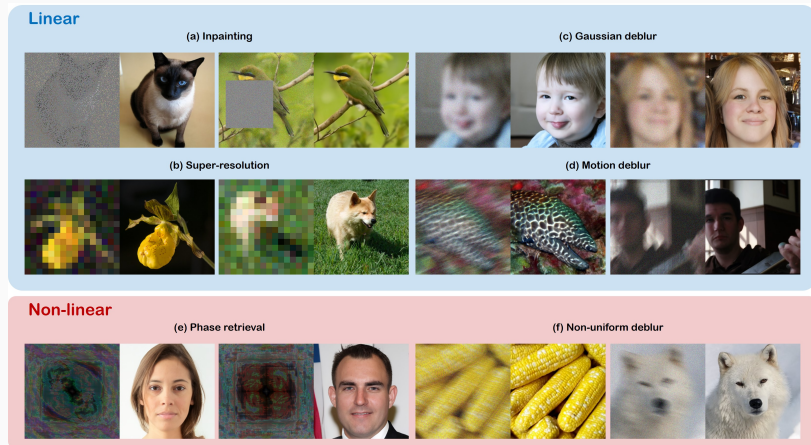 Linear
(a) Inpainting
(c) Gaussian deblur
(b) Super-resolution
(d) Motion deblur
Non-linear
(e) Phase retrieval
(f) Non-uniform deblur